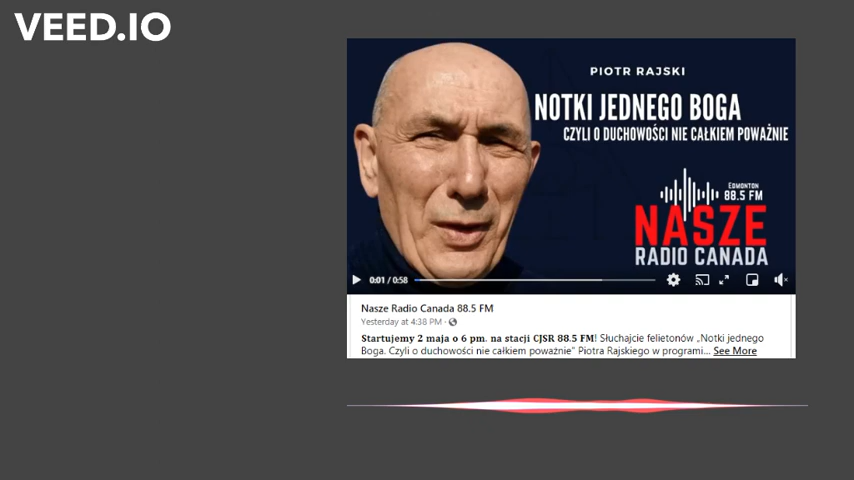 VEED.IO
PIOTR RAJSKI
NOTKI JEDNEGO BOGA
CZYLI O DUCHOWOŚCI NIE CAŁKIEM POWAŻNIE
EDMONTON
88.5 FM
NASZE
RADIO CANADA
0:01 / 0:58
Nasze Radio Canada 88.5 FM
Yesterday at 4:38 PM ·
Startujemy 2 maja o 6 pm. na stacji CJSR 88.5 FM! Słuchajcie felietonów „Notki jednego
Boga. Czyli o duchowości nie całkiem poważnie" Piotra Rajskiego w programi... See More